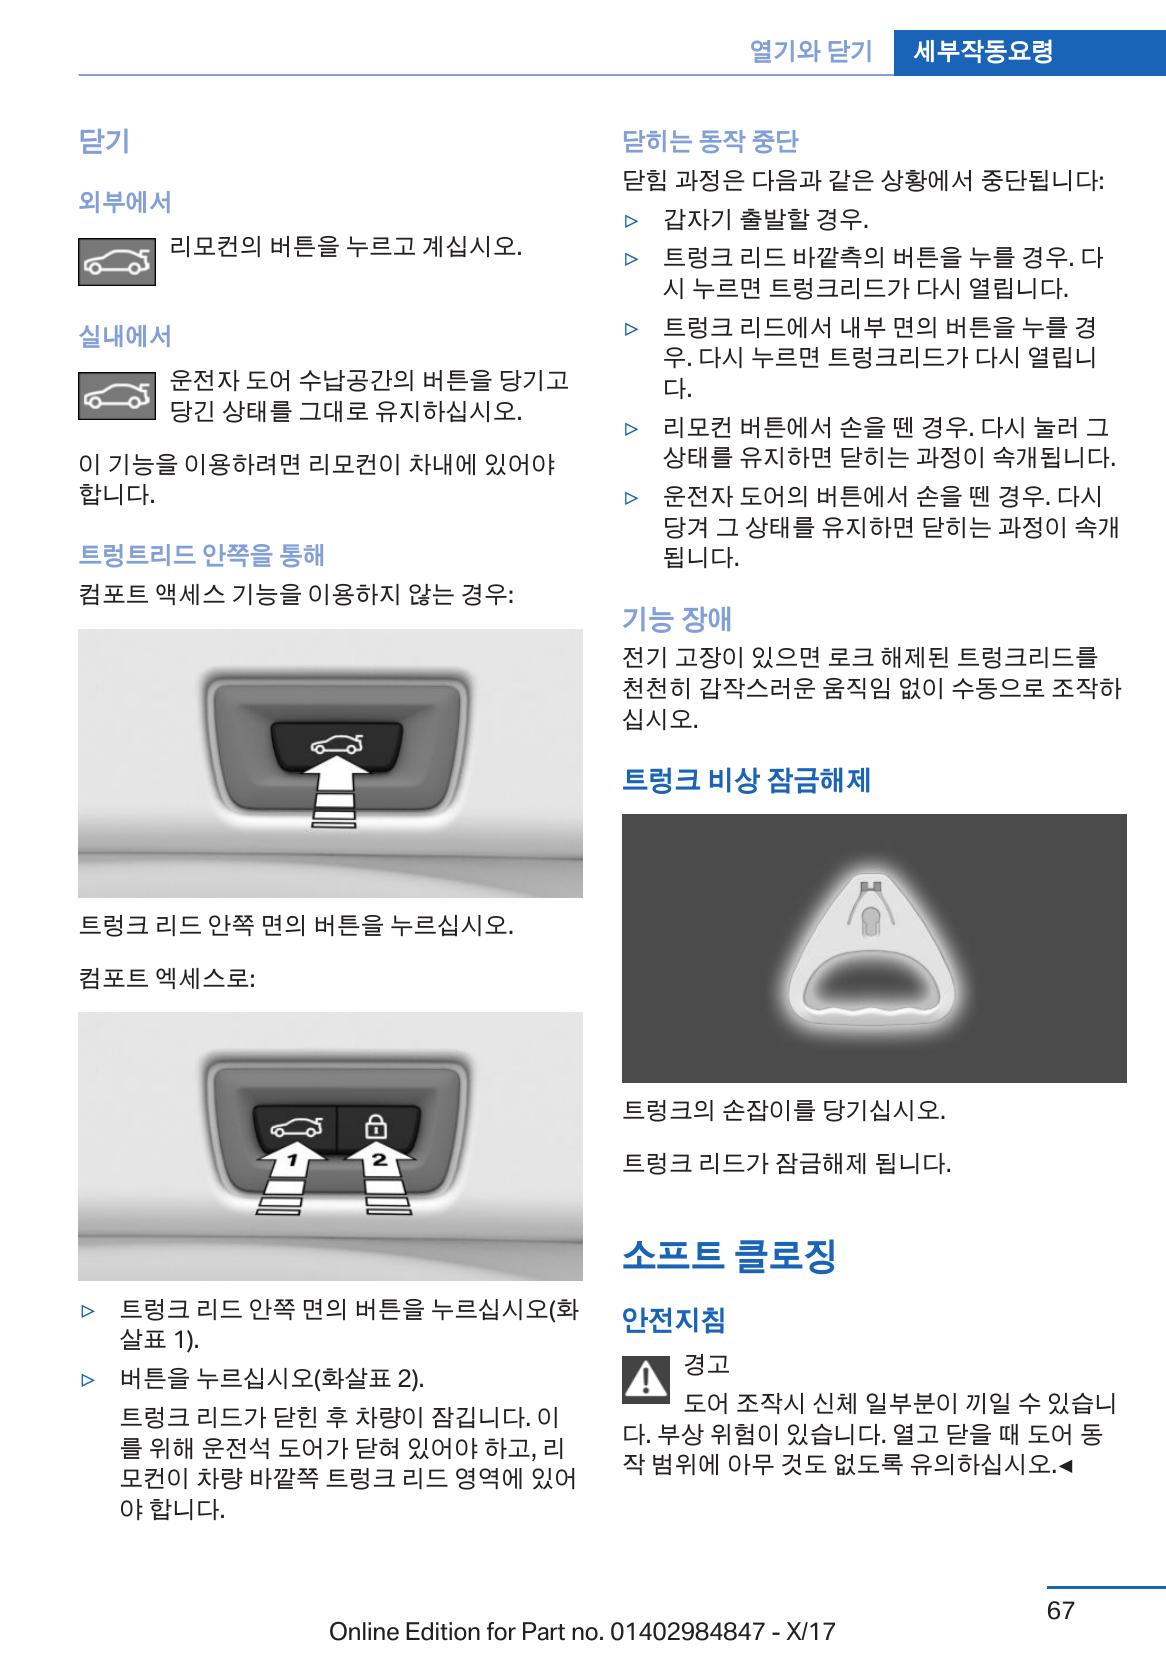 열기와 닫기 세부작동요령
닫기
외부에서
리모컨의 버튼을 누르고 계십시오.
실내에서
운전자 도어 수납공간의 버튼을 당기고
당긴 상태를 그대로 유지하십시오.
이 기능을 이용하려면 리모컨이 차내에 있어야
합니다.
트렁트리드 안쪽을 통해
컴포트 액세스 기능을 이용하지 않는 경우:
트렁크 리드 안쪽 면의 버튼을 누르십시오.
컴포트 엑세스로:
1 2
▷ 트렁크 리드 안쪽 면의 버튼을 누르십시오(화
살표 1).
▷ 버튼을 누르십시오(화살표 2).
트렁크 리드가 닫힌 후 차량이 잠깁니다. 이
를 위해 운전석 도어가 닫혀 있어야 하고, 리
모컨이 차량 바깥쪽 트렁크 리드 영역에 있어
야 합니다.
닫히는 동작 중단
닫힘 과정은 다음과 같은 상황에서 중단됩니다:
▷ 갑자기 출발할 경우.
▷ 트렁크 리드 바깥측의 버튼을 누를 경우. 다
시 누르면 트렁크리드가 다시 열립니다.
▷ 트렁크 리드에서 내부 면의 버튼을 누를 경
우. 다시 누르면 트렁크리드가 다시 열립니
다.
▷ 리모컨 버튼에서 손을 뗀 경우. 다시 눌러 그
상태를 유지하면 닫히는 과정이 속개됩니다.
▷ 운전자 도어의 버튼에서 손을 뗀 경우. 다시
당겨 그 상태를 유지하면 닫히는 과정이 속개
됩니다.
기능 장애
전기 고장이 있으면 로크 해제된 트렁크리드를
천천히 갑작스러운 움직임 없이 수동으로 조작하
십시오.
트렁크 비상 잠금해제
트렁크의 손잡이를 당기십시오.
트렁크 리드가 잠금해제 됩니다.
소프트 클로징
안전지침
경고
도어 조작시 신체 일부분이 끼일 수 있습니
다. 부상 위험이 있습니다. 열고 닫을 때 도어 동
작 범위에 아무 것도 없도록 유의하십시오.◄
67
Online Edition for Part no. 01402984847 - X/17